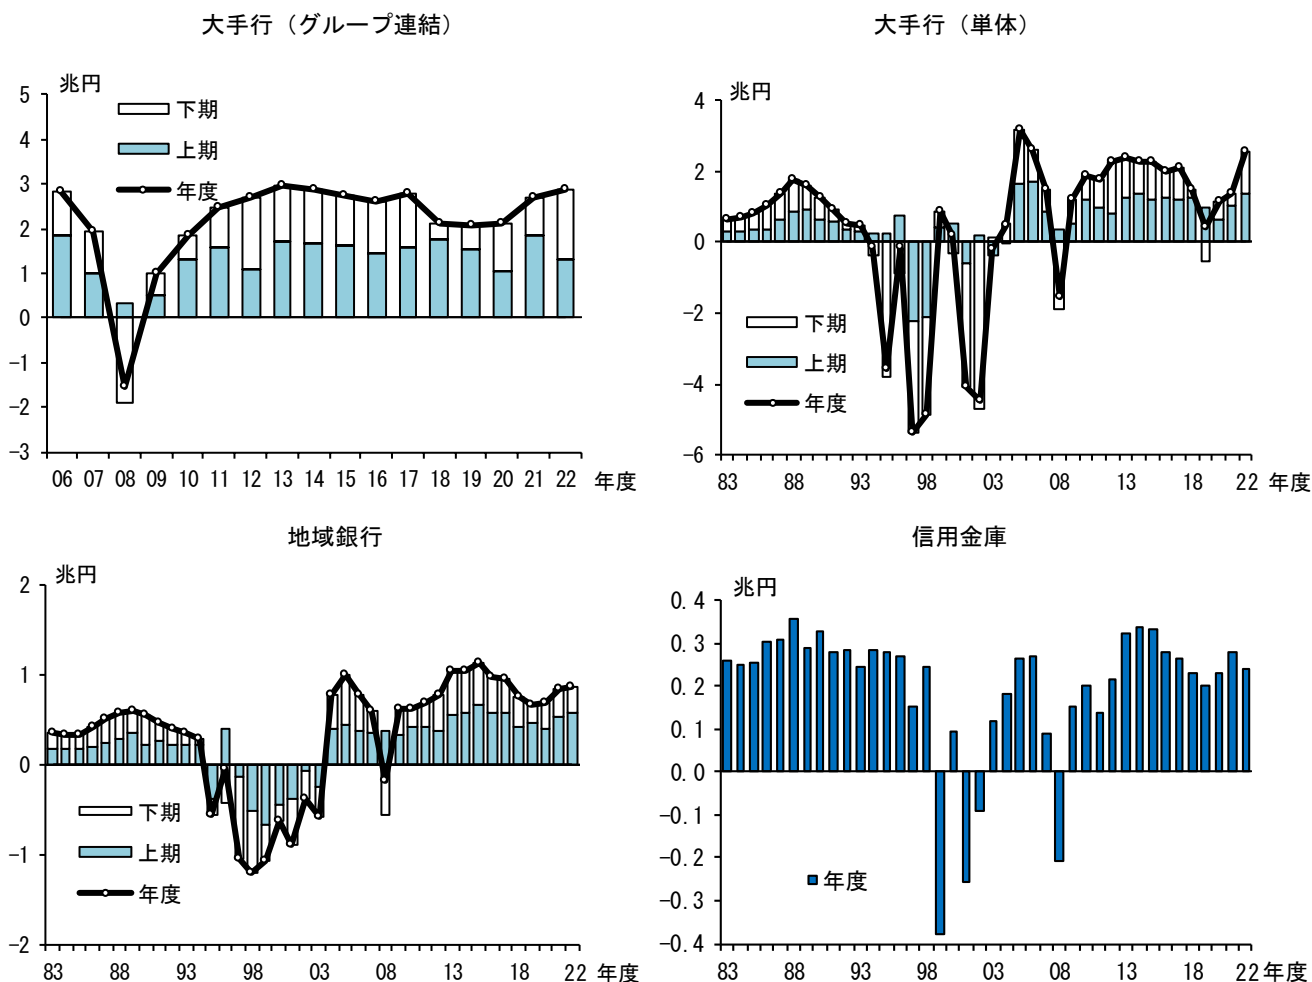 大手行（グループ連結）
兆円
5
4
3
2
1
0
−1
−2
−3
下期
上期
年度
06 07 08 09 10 11 12 13 14 15 16 17 18 19 20 21 22 年度
大手行（単体）
兆円
4
2
0
−2
−4
−6
下期
上期
年度
83 88 93 98 03 08 13 18 22 年度
地域銀行
兆円
2
1
0
−1
−2
下期
上期
年度
83 88 93 98 03 08 13 18 22 年度
信用金庫
兆円
0.4
0.3
0.2
0.1
0.0
−0.1
−0.2
−0.3
−0.4
年度
83 88 93 98 03 08 13 18 22 年度